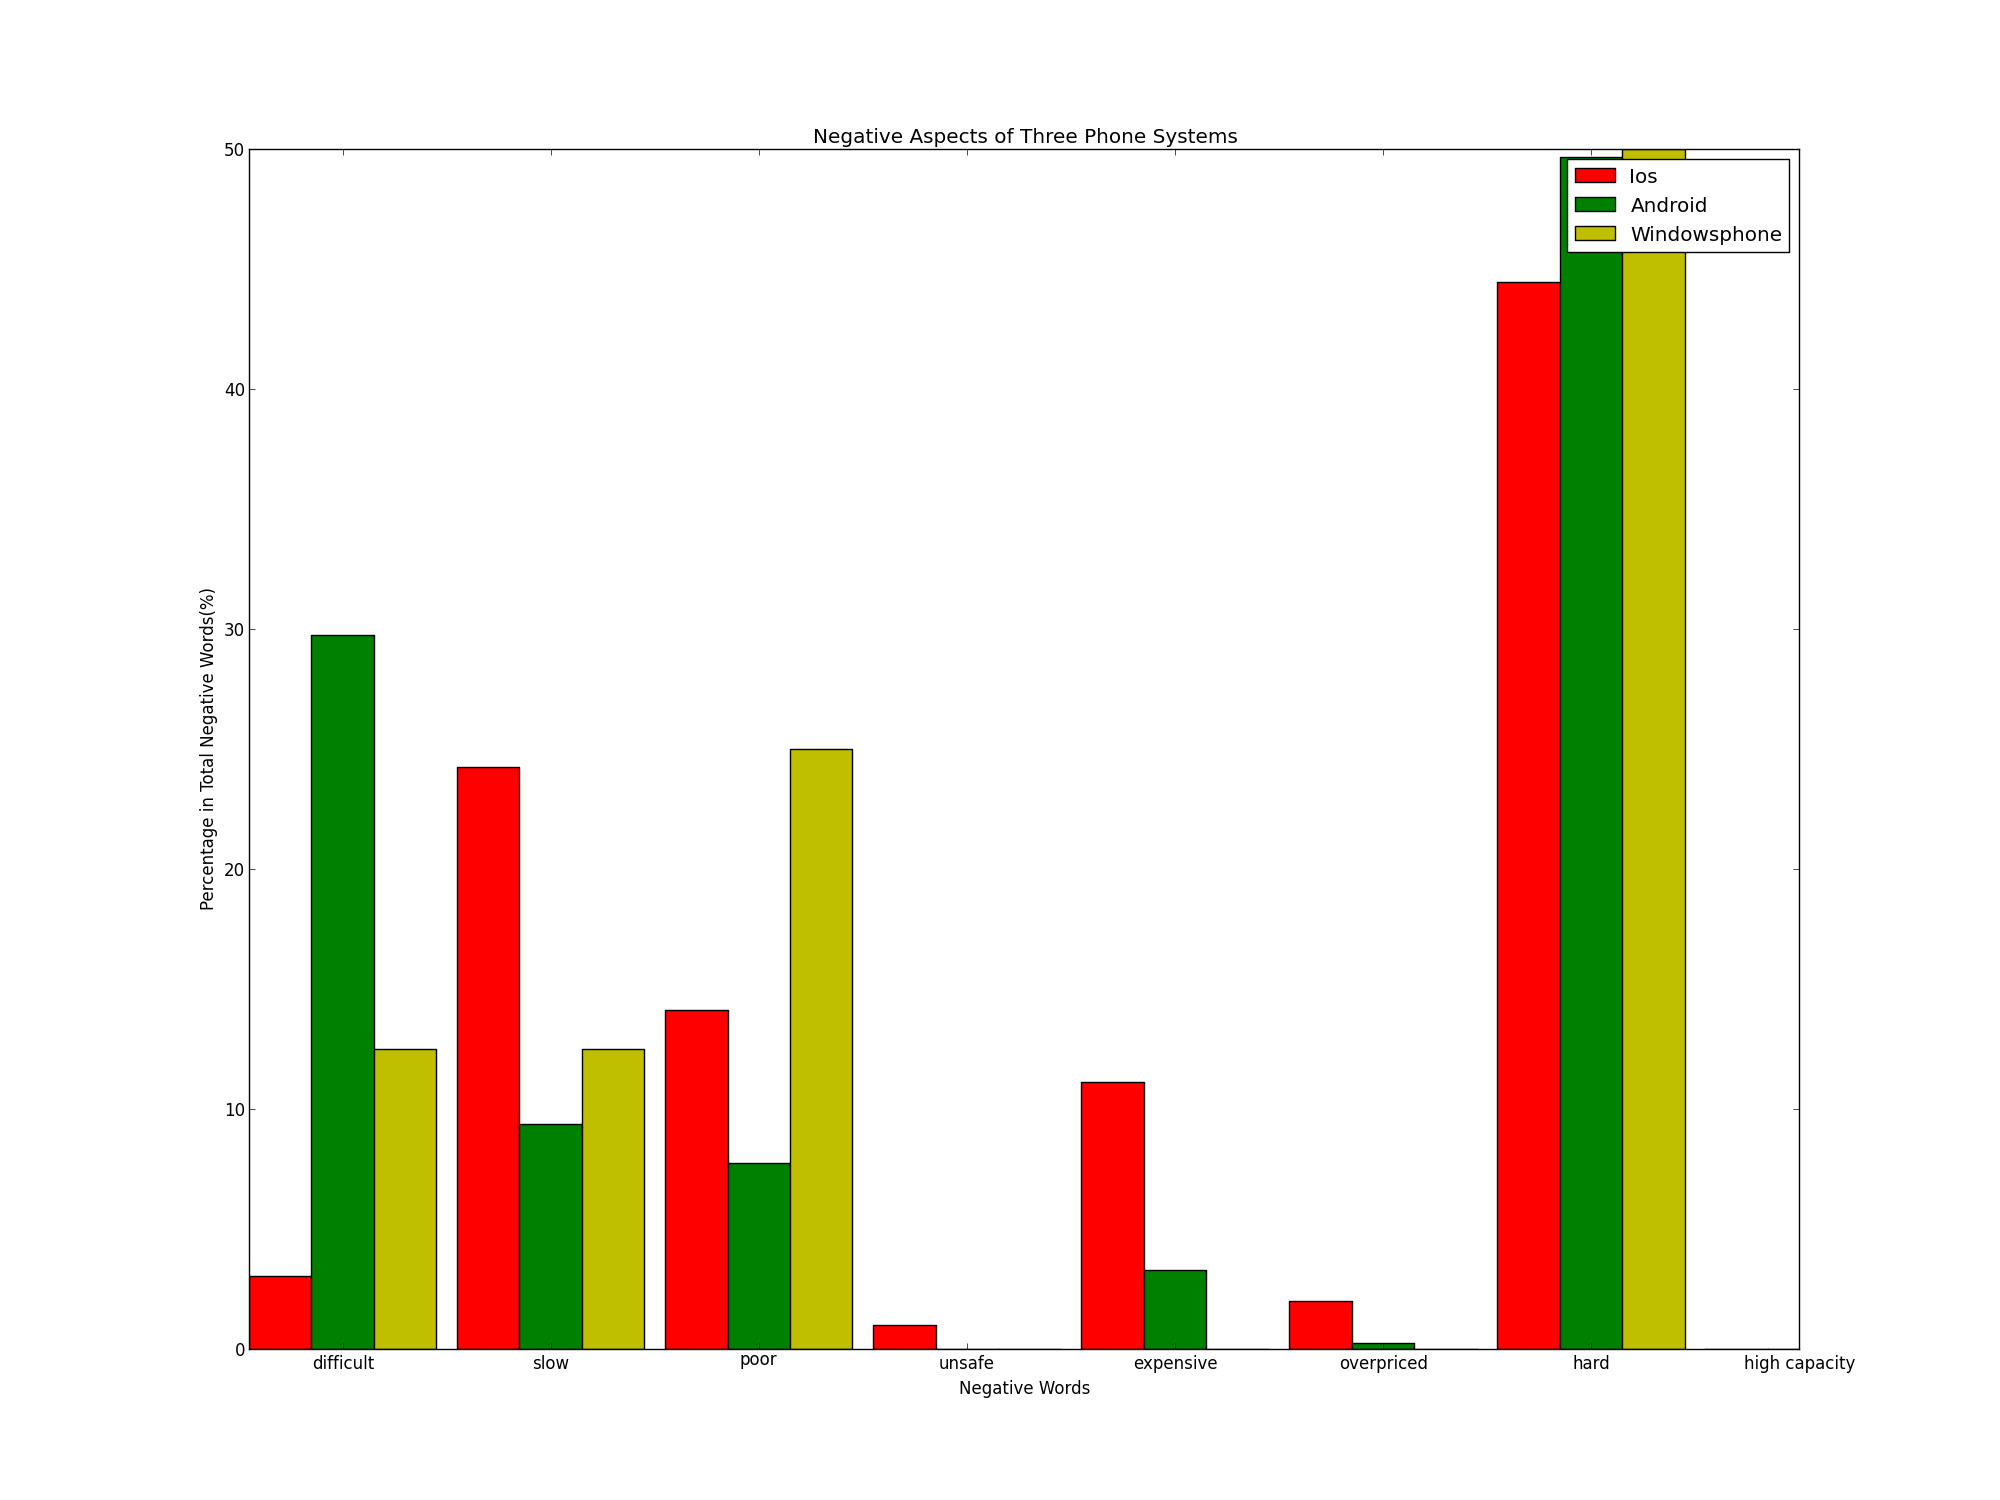 Negative Aspects of Three Phone Systems
Ios
Android
Windowsphone
50
40
30
20
10
0
Percentage in Total Negative Words(%)
difficult slow poor unsafe expensive overpriced hard high capacity
Negative Words